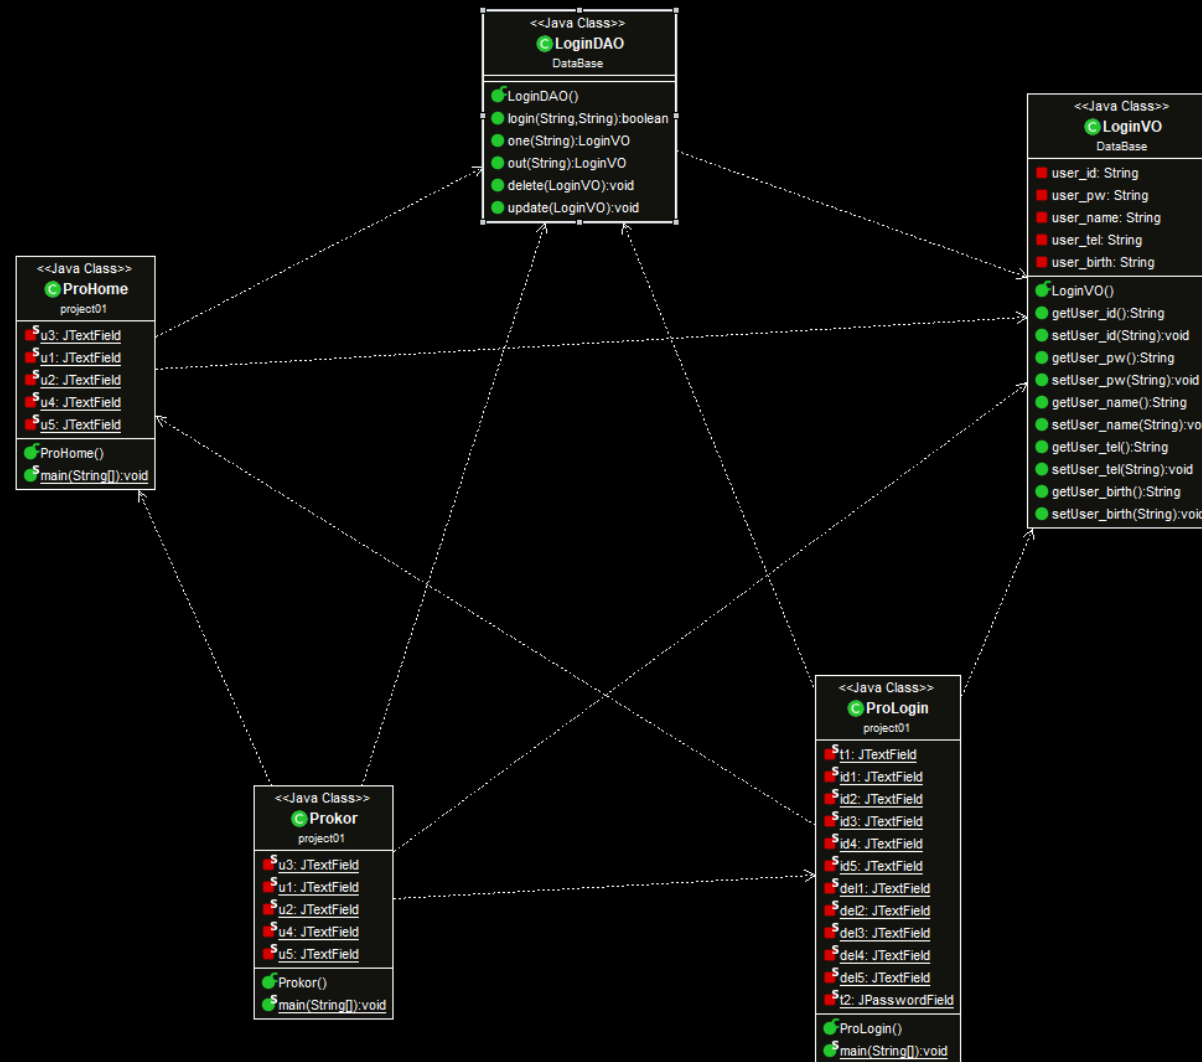 <<Java Class>>
LoginDAO
DataBase
LoginDAO()
login(String,String):boolean
one(String):LoginVO
out(String):LoginVO
delete(LoginVO):void
update(LoginVO):void
<<Java Class>>
LoginVO
DataBase
user_id: String
user_pw: String
user_name: String
user_tel: String
user_birth: String
LoginVO()
getUser_id():String
setUser_id(String):void
getUser_pw():String
setUser_pw(String):void
getUser_name():String
setUser_name(String):vo
getUser_tel():String
setUser_tel(String):void
getUser_birth():String
setUser_birth(String):void
<<Java Class>>
ProHome
project01
u3: JTextField
u1: JTextField
u2: JTextField
u4: JTextField
u5: JTextField
ProHome()
main(String[]):void
<<Java Class>>
Prokor
project01
u3: JTextField
u1: JTextField
u2: JTextField
u4: JTextField
u5: JTextField
Prokor()
main(String[]):void
<<Java Class>>
ProLogin
project01
t1: JTextField
id1: JTextField
id2: JTextField
id3: JTextField
id4: JTextField
id5: JTextField
del1: JTextField
del2: JTextField
del3: JTextField
del4: JTextField
del5: JTextField
t2: JPasswordField
ProLogin()
main(String[]):void